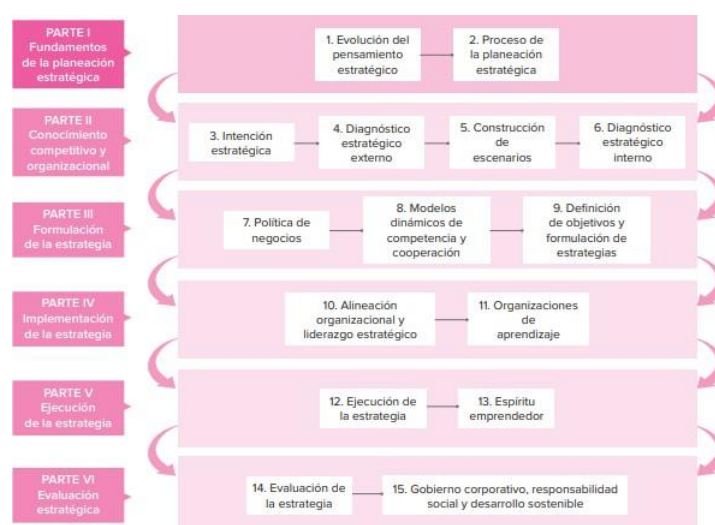 PARTE I
Fundamentos
de la planeación
estratégica
1. Evolución del
pensamiento
estratégico
2. Proceso de
la planeación
estratégica
PARTE II
Conocimiento
competitivo y
organizacional
3. Intención
estratégica
4. Diagnóstico
estratégico
externo
5. Construcción
de
escenarios
6. Diagnóstico
estratégico
interno
PARTE III
Formulación
de la estrategia
7. Política de
negocios
8. Modelos
dinámicos de
competencia y
cooperación
9. Definición
de objetivos y
formulación de
estrategias
PARTE IV
Implementación
de la estrategia
10. Alineación
organizacional y
liderazgo estratégico
11. Organizaciones
de
aprendizaje
PARTE V
Ejecución
de la estrategia
12. Ejecución de
la estrategia
13. Espíritu
emprendedor
PARTE VI
Evaluación
estratégica
14. Evaluación de
la estrategia
15. Gobierno corporativo, responsabilidad
social y desarrollo sostenible